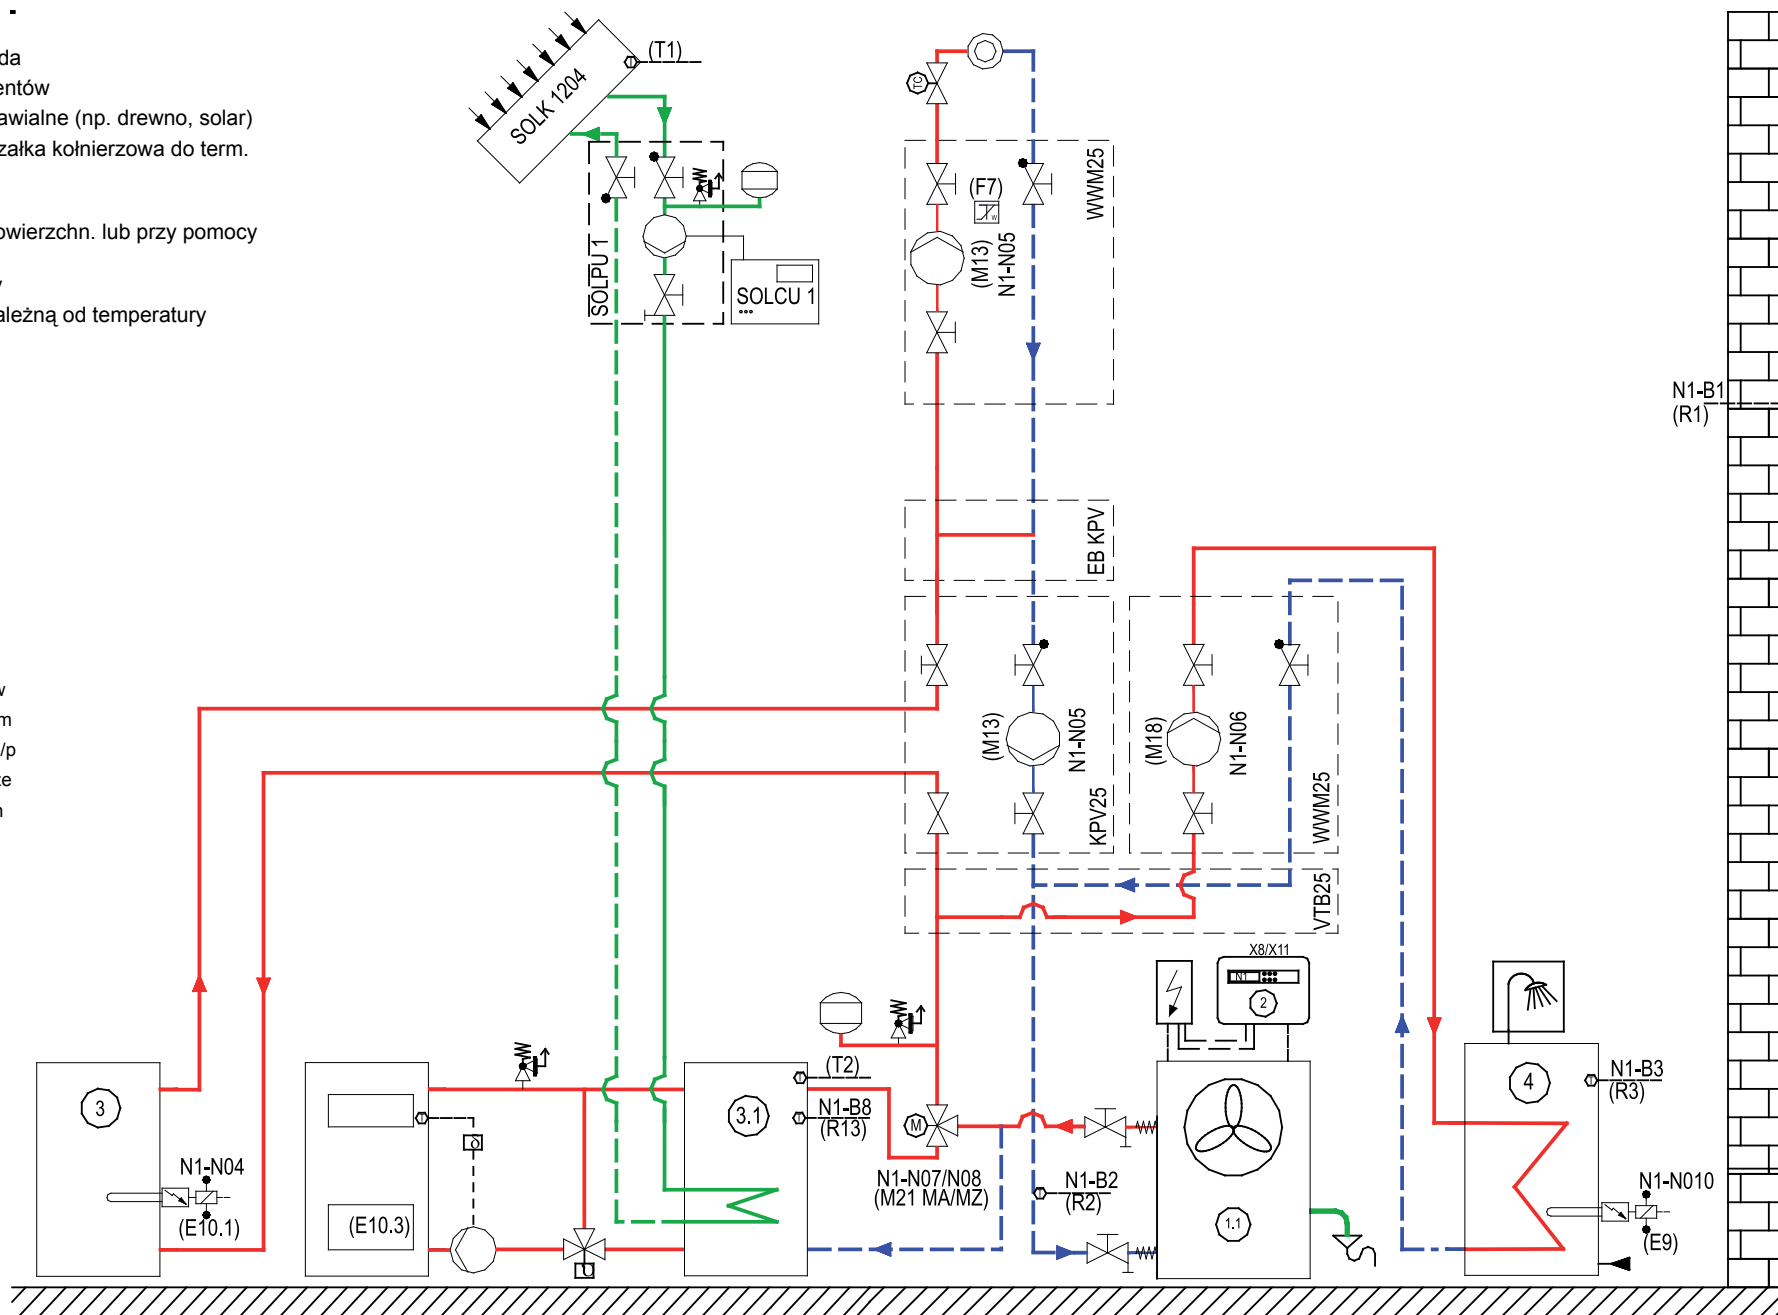 -
da
entów
awialne (np. drewno, solar)
załka kołnierzowa do term.
owierzchn. lub przy pomocy
y
ależną od temperatury
w
m
/p
te
n
(T1)
SOLK 1204
SOLPU 1
SOLCU 1
TC
(F7)
W
(M13)
N1-N05
WWM25
N1-B1
(R1)
EB KPV
(M13)
N1-N05
KPV25
(M18)
N1-N06
WWM25
VTB25
X8/X11
N1
2
3
N1-N04
(E10.1)
(E10.3)
3.1
(T2)
N1-B8
(R13)
M
N1-N07/N08
(M21 MA/MZ)
N1-B2
(R2)
1.1
4
N1-B3
(R3)
N1-N010
(E9)